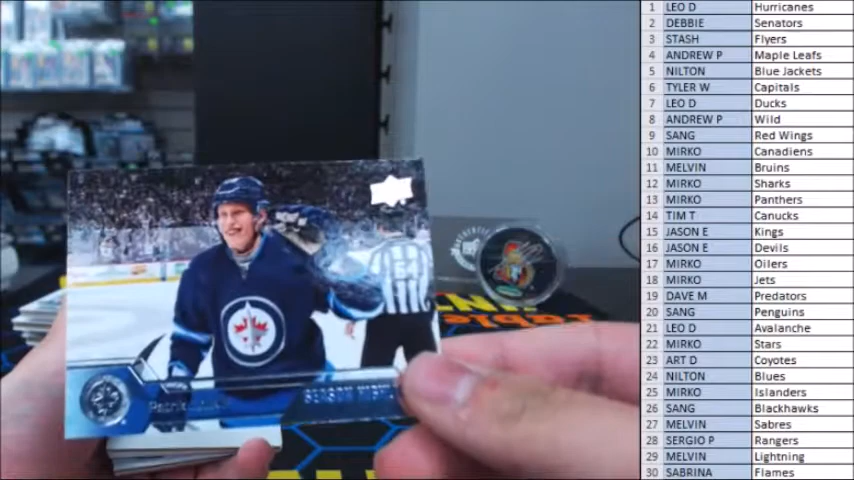 1 LEO D Hurricanes
2 DEBBIE Senators
3 STASH Flyers
4 ANDREW P Maple Leafs
5 NILTON Blue Jackets
6 TYLER W Capitals
7 LEO D Ducks
8 ANDREW P Wild
9 SANG Red Wings
10 MIRKO Canadiens
11 MELVIN Bruins
12 MIRKO Sharks
13 MIRKO Panthers
14 TIM T Canucks
15 JASON E Kings
16 JASON E Devils
17 MIRKO Oilers
18 MIRKO Jets
19 DAVE M Predators
20 SANG Penguins
21 LEO D Avalanche
22 MIRKO Stars
23 ART D Coyotes
24 NILTON Blues
25 MIRKO Islanders
26 SANG Blackhawks
27 MELVIN Sabres
28 SERGIO P Rangers
29 MELVIN Lightning
30 SABRINA Flames